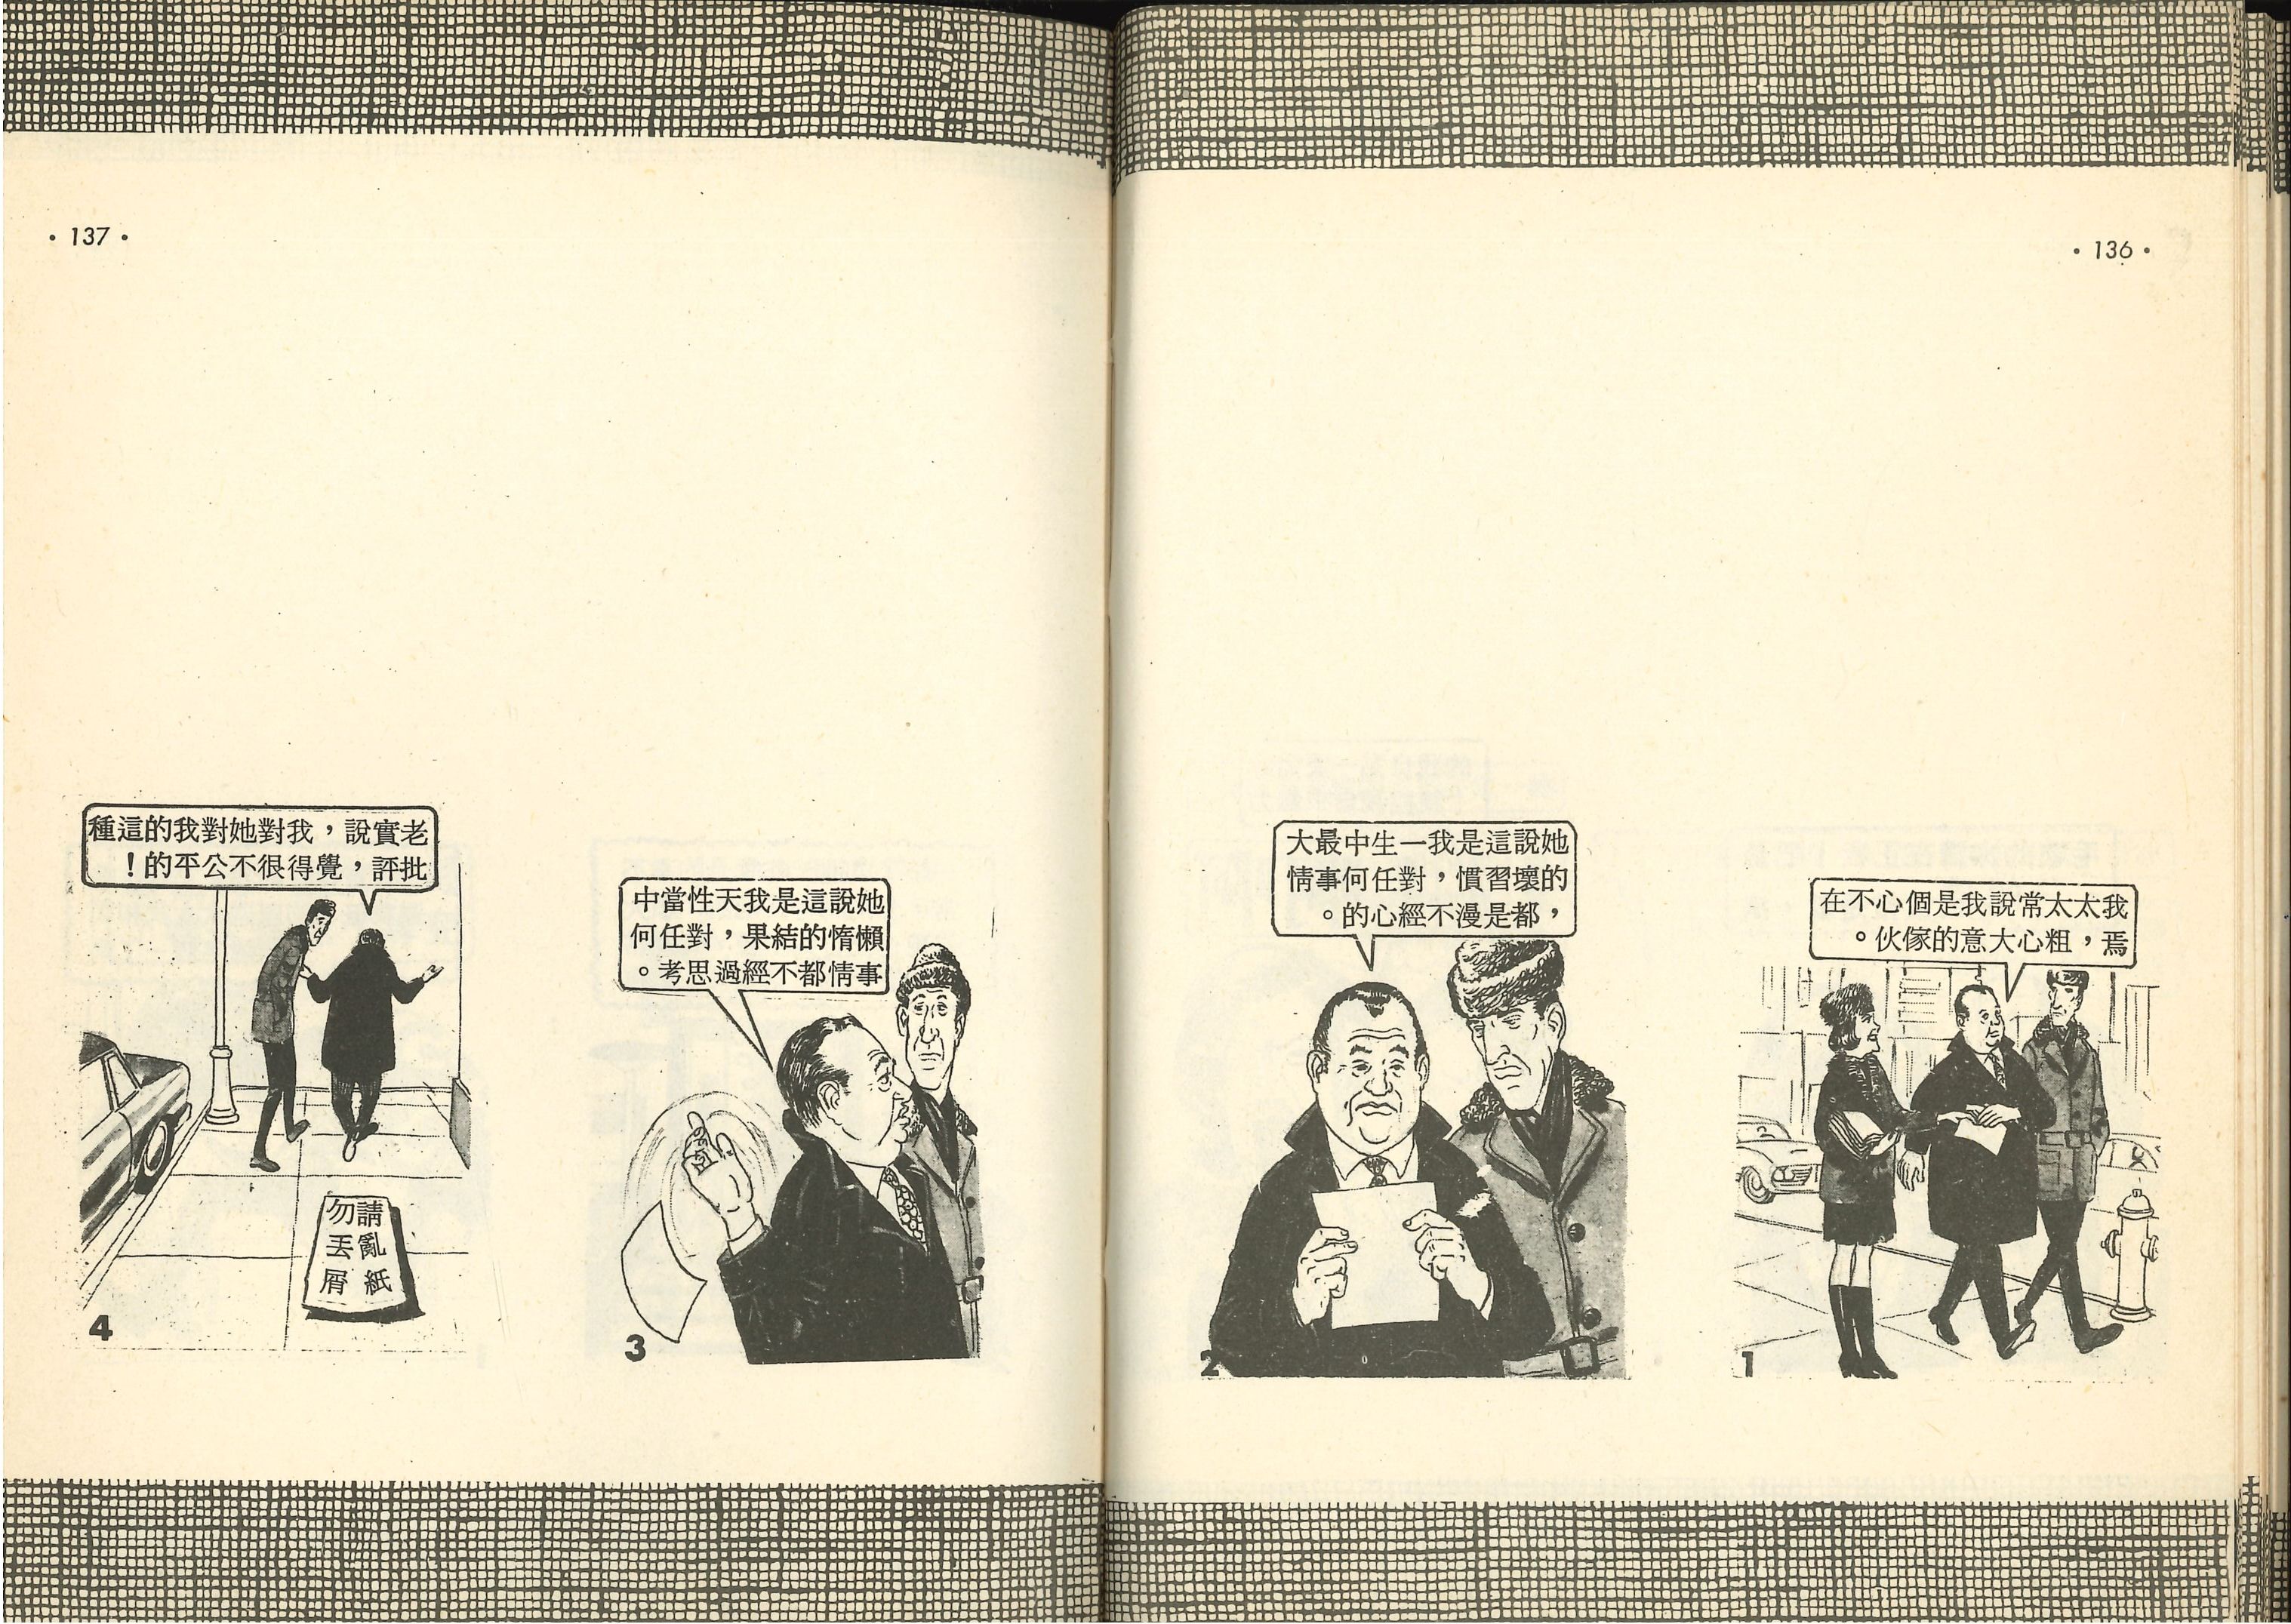 • 136 •
我太太常說我是個心不在
焉，粗心大意的傢伙。
1
她說這是我一生中最大
的壞習慣，對任何事情
，都是漫不經心的。
2
• 137 •
她說這是我天性當中
懶惰的結果，對任何
事情都不經過思考。
3
老實說，我對她對我的這種
批評，覺得很不公平的！
請勿
亂丟
紙屑
4